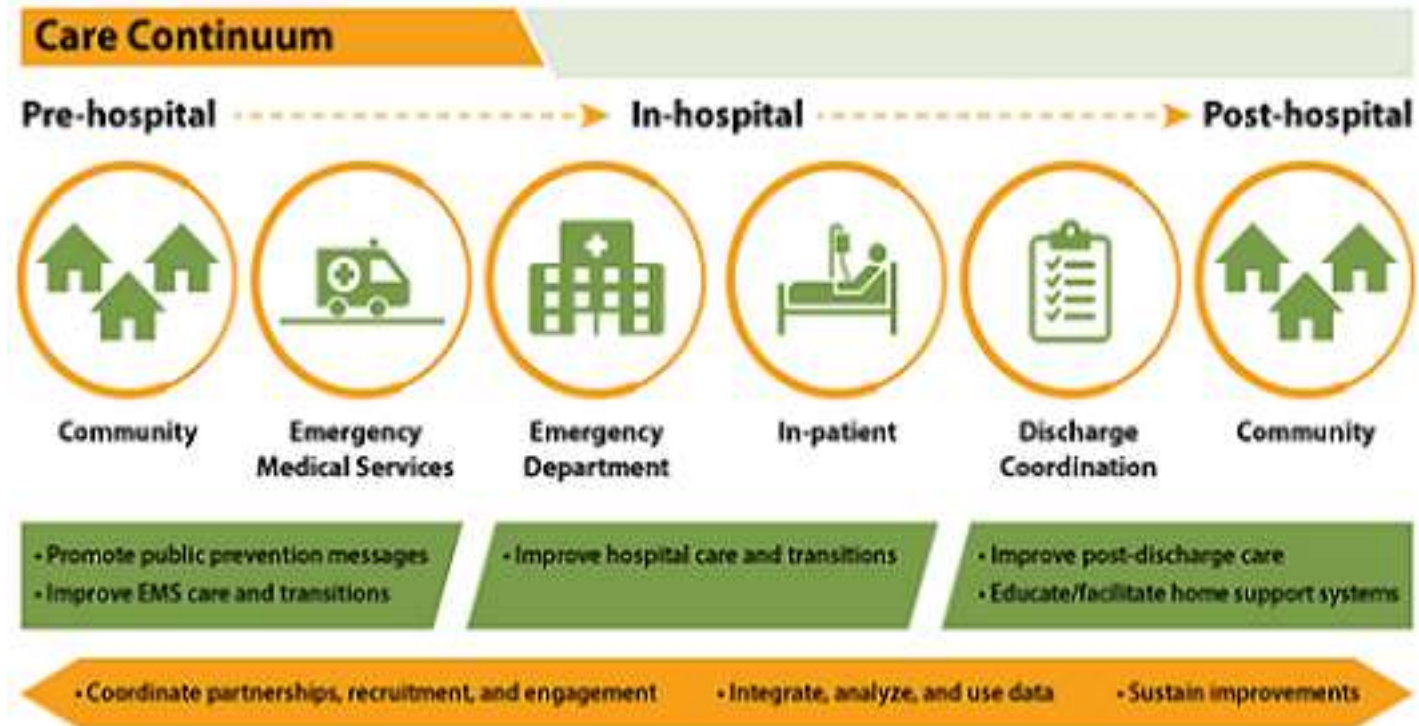 Care Continuum
Pre-hospital In-hospital Post-hospital
Community
Emergency
Medical Services
Emergency
Department
In-patient
Discharge
Coordination
Community
• Promote public prevention messages
• Improve EMS care and transitions
• Improve hospital care and transitions
• Improve post-discharge care
• Educate/facilitate home support systems
• Coordinate partnerships, recruitment, and engagement • Integrate, analyze, and use data • Sustain improvements